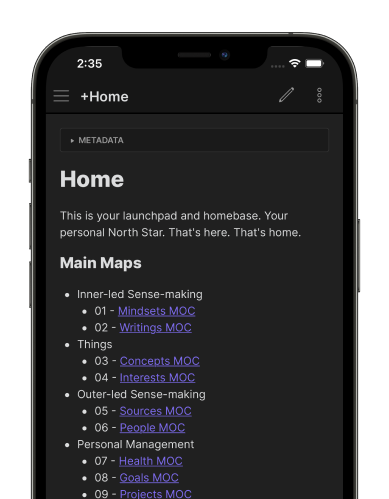 2:35
+Home
METADATA
Home
This is your launchpad and homebase. Your
personal North Star. That's here. That's home.
Main Maps
Inner-led Sense-making
01 - Mindsets MOC
02 - Writings MOC
Things
03 - Concepts MOC
04 - Interests MOC
Outer-led Sense-making
05 - Sources MOC
06 - People MOC
Personal Management
07 - Health MOC
08 - Goals MOC
09 - Projects MOC